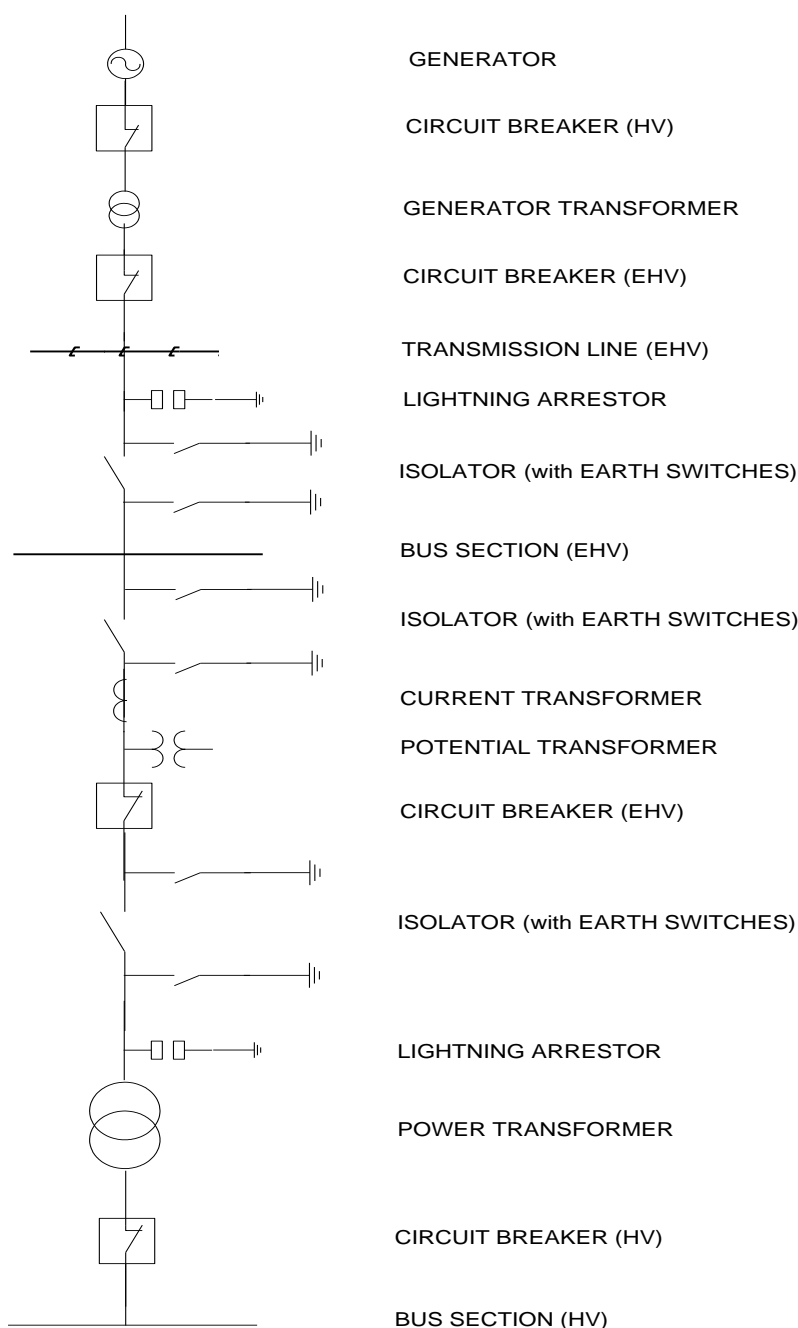 GENERATOR
CIRCUIT BREAKER (HV)
GENERATOR TRANSFORMER
CIRCUIT BREAKER (EHV)
TRANSMISSION LINE (EHV)
LIGHTNING ARRESTOR
ISOLATOR (with EARTH SWITCHES)
BUS SECTION (EHV)
ISOLATOR (with EARTH SWITCHES)
CURRENT TRANSFORMER
POTENTIAL TRANSFORMER
CIRCUIT BREAKER (EHV)
ISOLATOR (with EARTH SWITCHES)
LIGHTNING ARRESTOR
POWER TRANSFORMER
CIRCUIT BREAKER (HV)
BUS SECTION (HV)